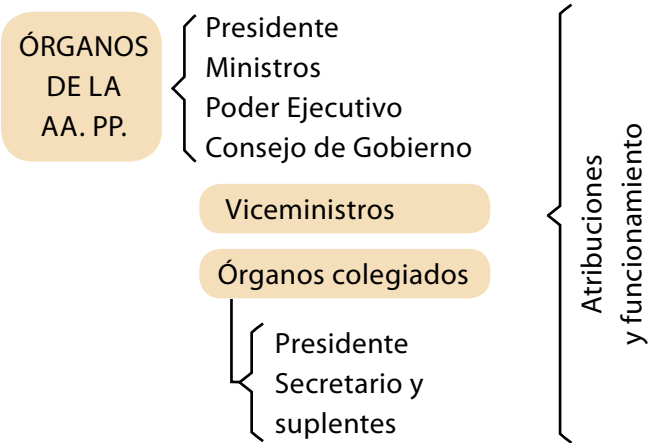 ÓRGANOS
DE LA
AA. PP.
Presidente
Ministros
Poder Ejecutivo
Consejo de Gobierno
Viceministros
Órganos colegiados
Presidente
Secretario y
suplentes
Atribuciones
y funcionamiento